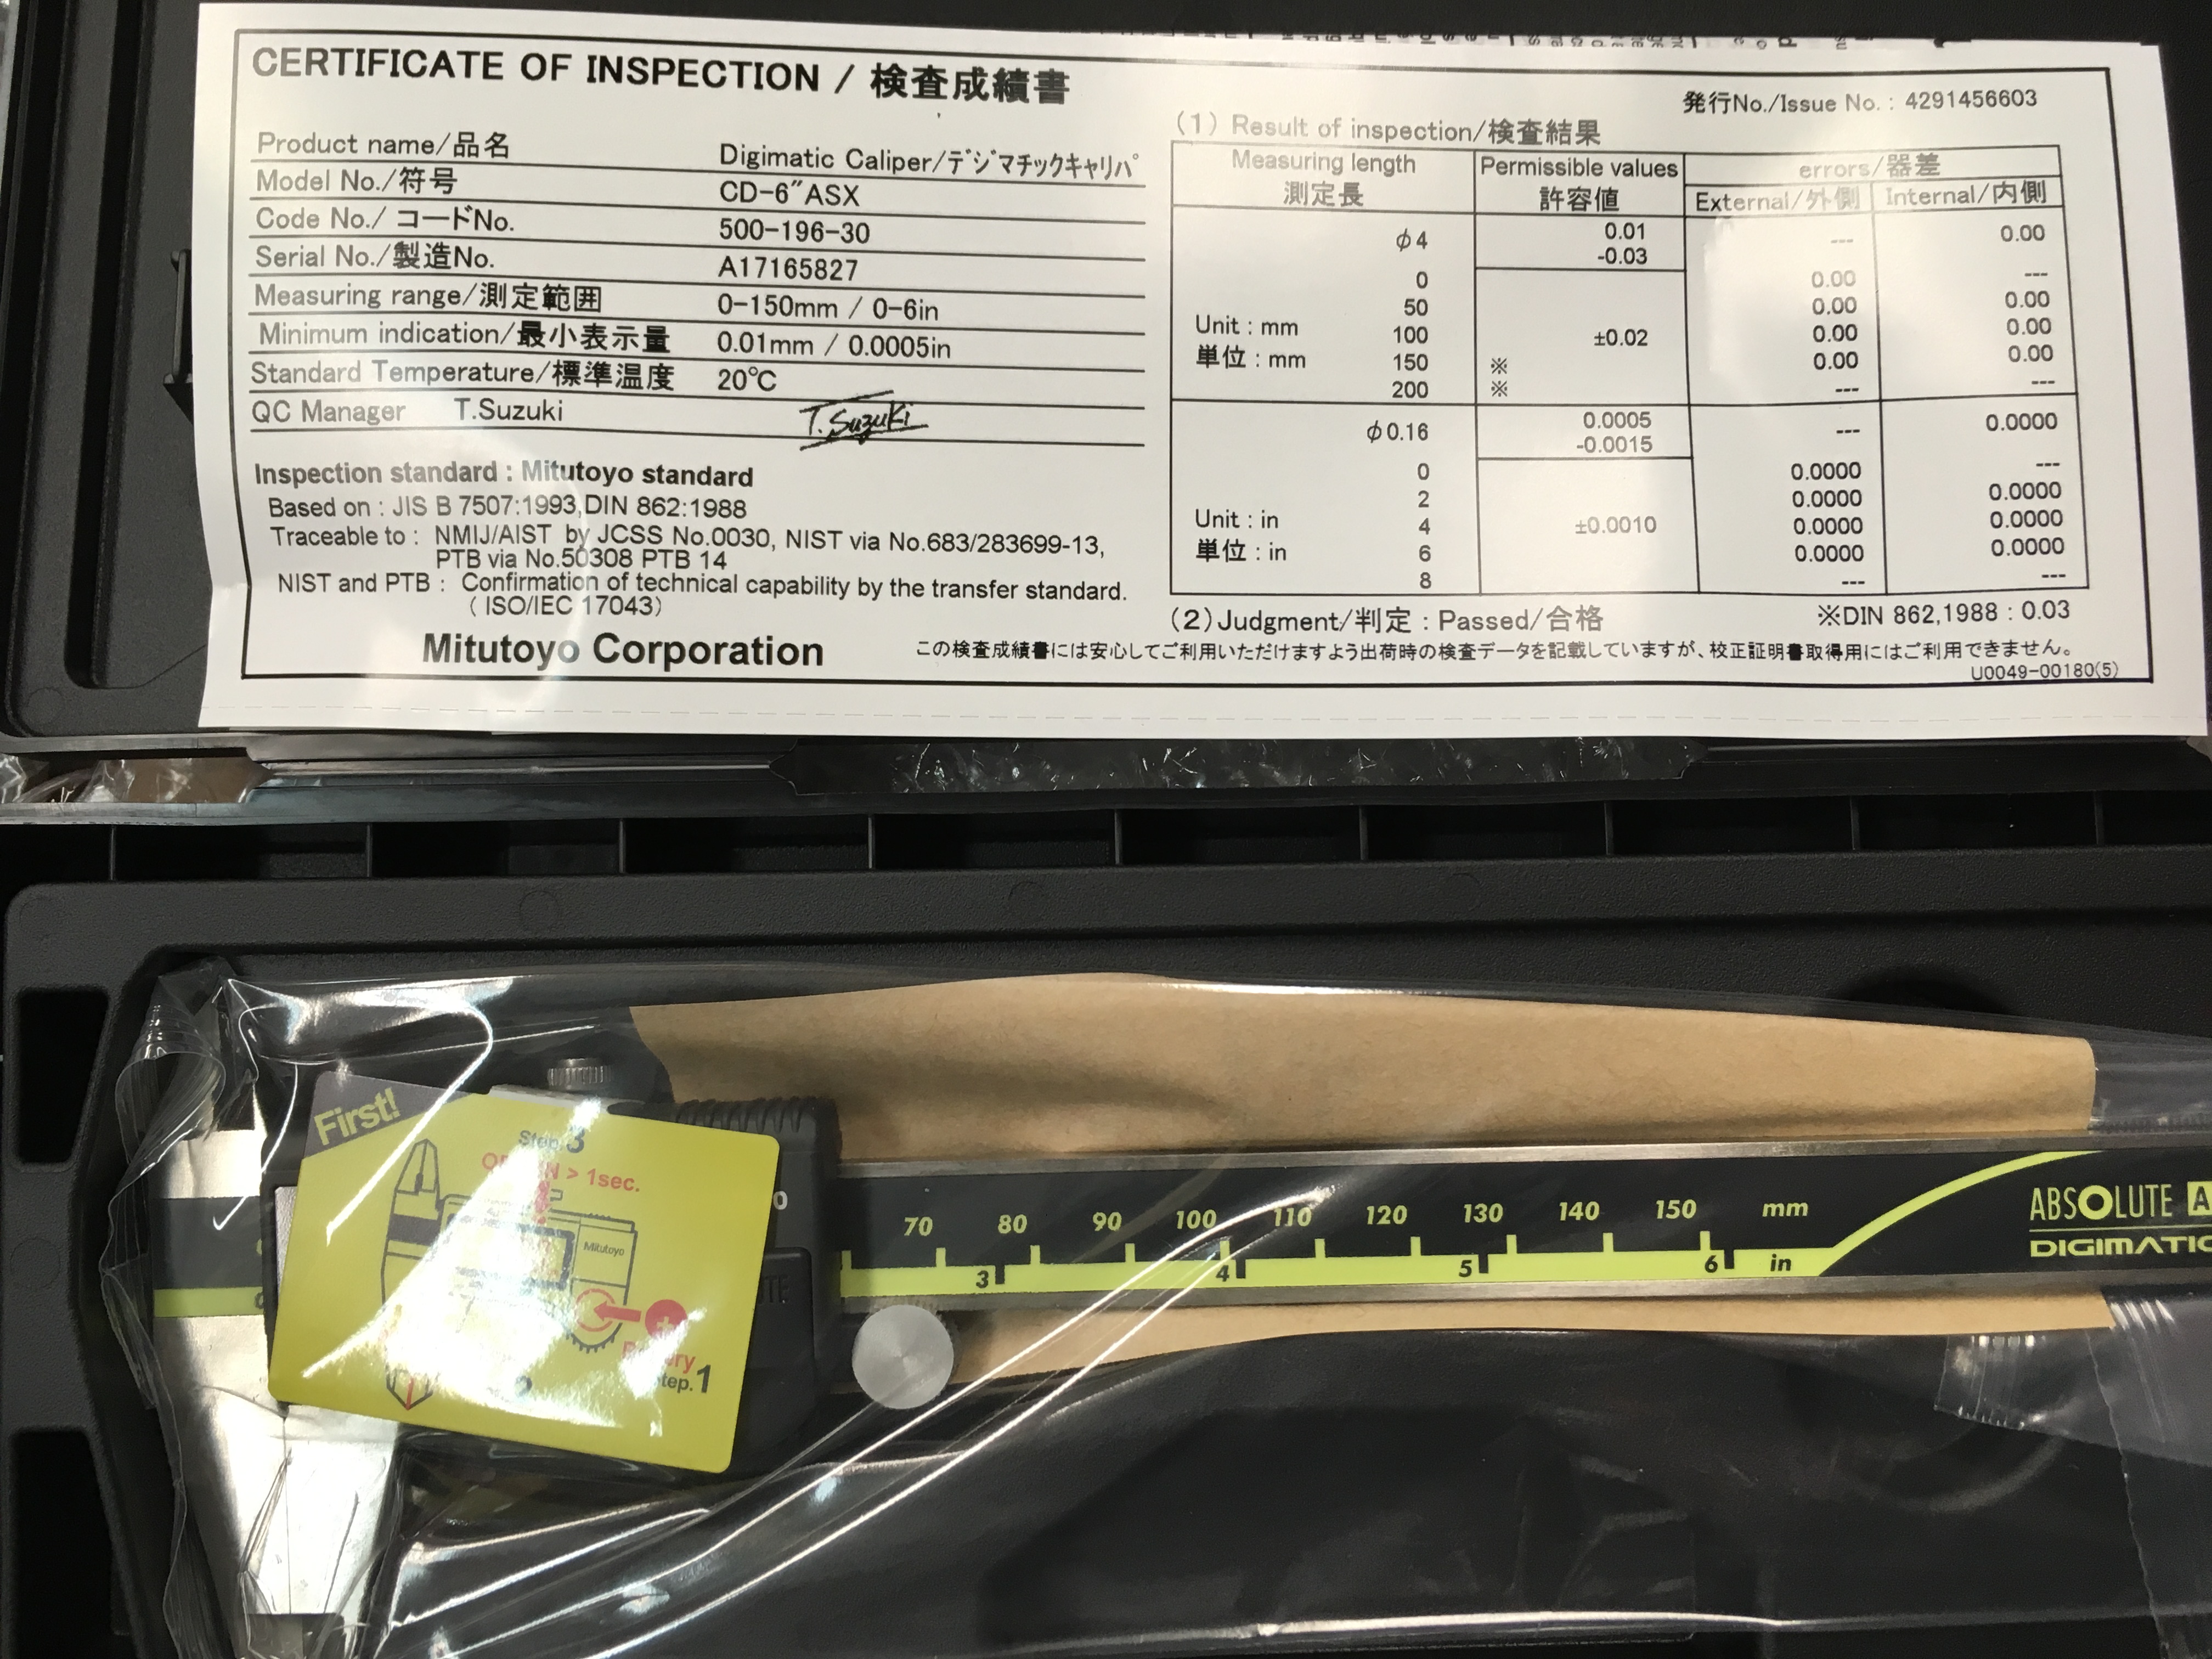 CERTIFICATE OF INSPECTION / 検査成績書
Product name/品名 Digimatic Caliper/ﾃﾞｼﾞﾏﾁｯｸｷｬﾘﾊﾟ
Model No./符号 CD-6″ASX
Code No./ コードNo. 500-196-30
Serial No./製造No. A17165827
Measuring range/測定範囲 0-150mm / 0-6in
Minimum indication/最小表示量 0.01mm / 0.0005in
Standard Temperature/標準温度 20℃
QC Manager T.Suzuki T.Suzuki
Inspection standard : Mitutoyo standard
Based on : JIS B 7507:1993,DIN 862:1988
Traceable to : NMIJ/AIST by JCSS No.0030, NIST via No.683/283699-13,
PTB via No.50308 PTB 14
NIST and PTB : Confirmation of technical capability by the transfer standard.
( ISO/IEC 17043)
Mitutoyo Corporation
発行No./Issue No. : 4291456603
(1) Result of inspection/検査結果
Measuring length Permissible values errors/器差
測定長 許容値 External/外側 Internal/内側
φ4 0.01 --- 0.00
-0.03
0 0.00 ---
50 0.00 0.00
Unit : mm 100 ±0.02 0.00 0.00
単位 : mm 150 ※ 0.00 0.00
200 ※ --- ---
φ0.16 0.0005 --- 0.0000
-0.0015
0 0.0000 ---
2 0.0000 0.0000
Unit : in 4 ±0.0010 0.0000 0.0000
単位 : in 6 0.0000 0.0000
8 --- ---
(2)Judgment/判定 : Passed/合格 ※DIN 862,1988 : 0.03
この検査成績書には安心してご利用いただけますよう出荷時の検査データを記載していますが、校正証明書取得用にはご利用できません。
U0049-00180(5)
First!
Step 3
> 1sec.
Mitutoyo
tep.1
70 80 90 100 110 120 130 140 150 mm
3 4 5 6 in
ABSOLUTE A
DIGIMATIC